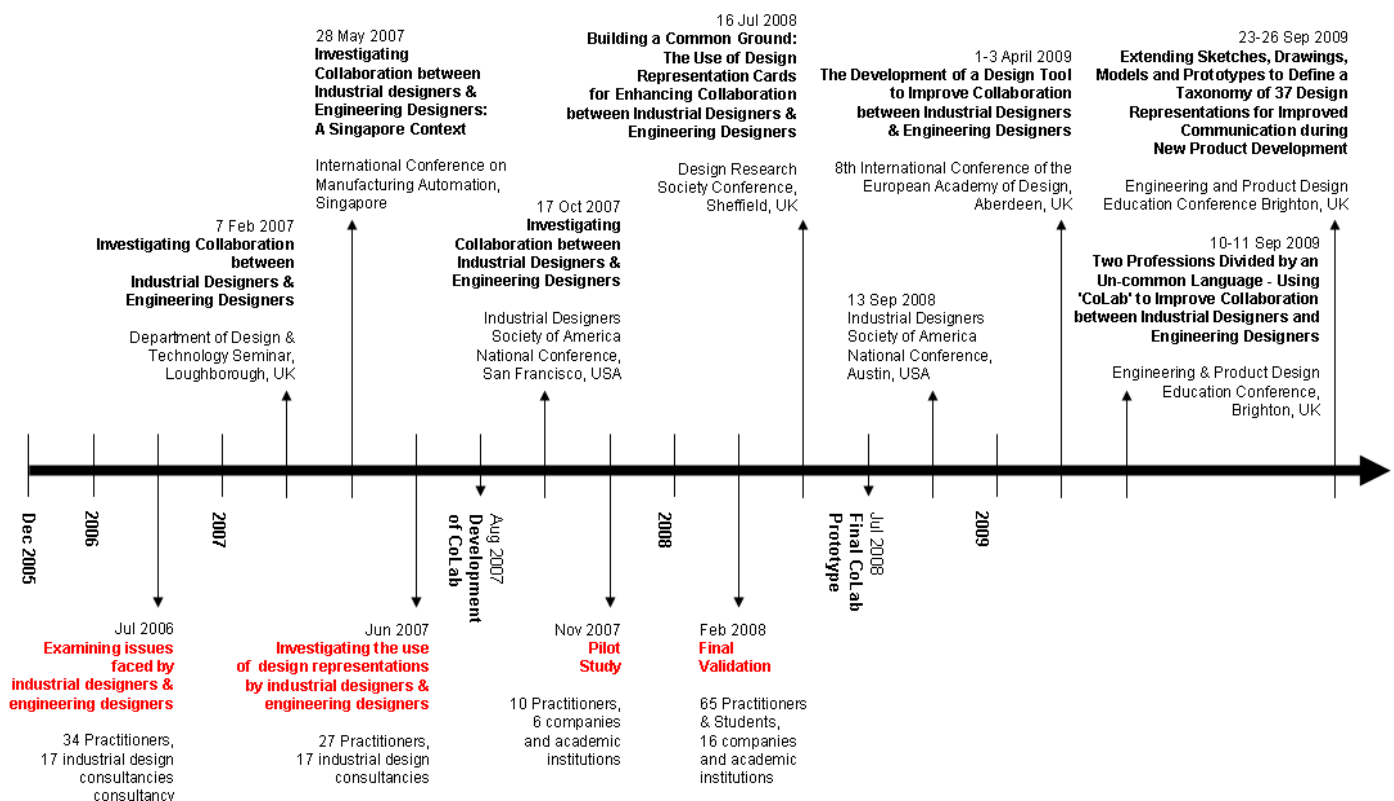 28 May 2007
Investigating
Collaboration between
Industrial designers &
Engineering Designers:
A Singapore Context
International Conference on
Manufacturing Automation,
Singapore
16 Jul 2008
Building a Common Ground:
The Use of Design
Representation Cards
for Enhancing Collaboration
between Industrial Designers &
Engineering Designers
Design Research
Society Conference,
Sheffield, UK
1-3 April 2009
The Development of a Design Tool
to Improve Collaboration
between Industrial Designers
& Engineering Designers
8th International Conference of the
European Academy of Design,
Aberdeen, UK
23-26 Sep 2009
Extending Sketches, Drawings,
Models and Prototypes to Define a
Taxonomy of 37 Design
Representations for Improved
Communication during
New Product Development
Engineering and Product Design
Education Conference Brighton, UK
7 Feb 2007
Investigating Collaboration
between
Industrial Designers &
Engineering Designers
Department of Design &
Technology Seminar,
Loughborough, UK
17 Oct 2007
Investigating
Collaboration between
Industrial Designers &
Engineering Designers
Industrial Designers
Society of America
National Conference,
San Francisco, USA
13 Sep 2008
Industrial Designers
Society of America
National Conference,
Austin, USA
10-11 Sep 2009
Two Professions Divided by an
Un-common Language - Using
'CoLab' to Improve Collaboration
between Industrial Designers and
Engineering Designers
Engineering & Product Design
Education Conference,
Brighton, UK
Dec 2005
2006
2007
Aug 2007
Development
of CoLab
2008
Jul 2008
Final CoLab
Prototype
2009
Jul 2006
Examining issues
faced by
industrial designers &
engineering designers
34 Practitioners,
17 industrial design
consultancies
consultancy
Jun 2007
Investigating the use
of design representations
by industrial designers &
engineering designers
27 Practitioners,
17 industrial design
consultancies
Nov 2007
Pilot
Study
10 Practitioners,
6 companies
and academic
institutions
Feb 2008
Final
Validation
65 Practitioners
& Students,
16 companies
and academic
institutions